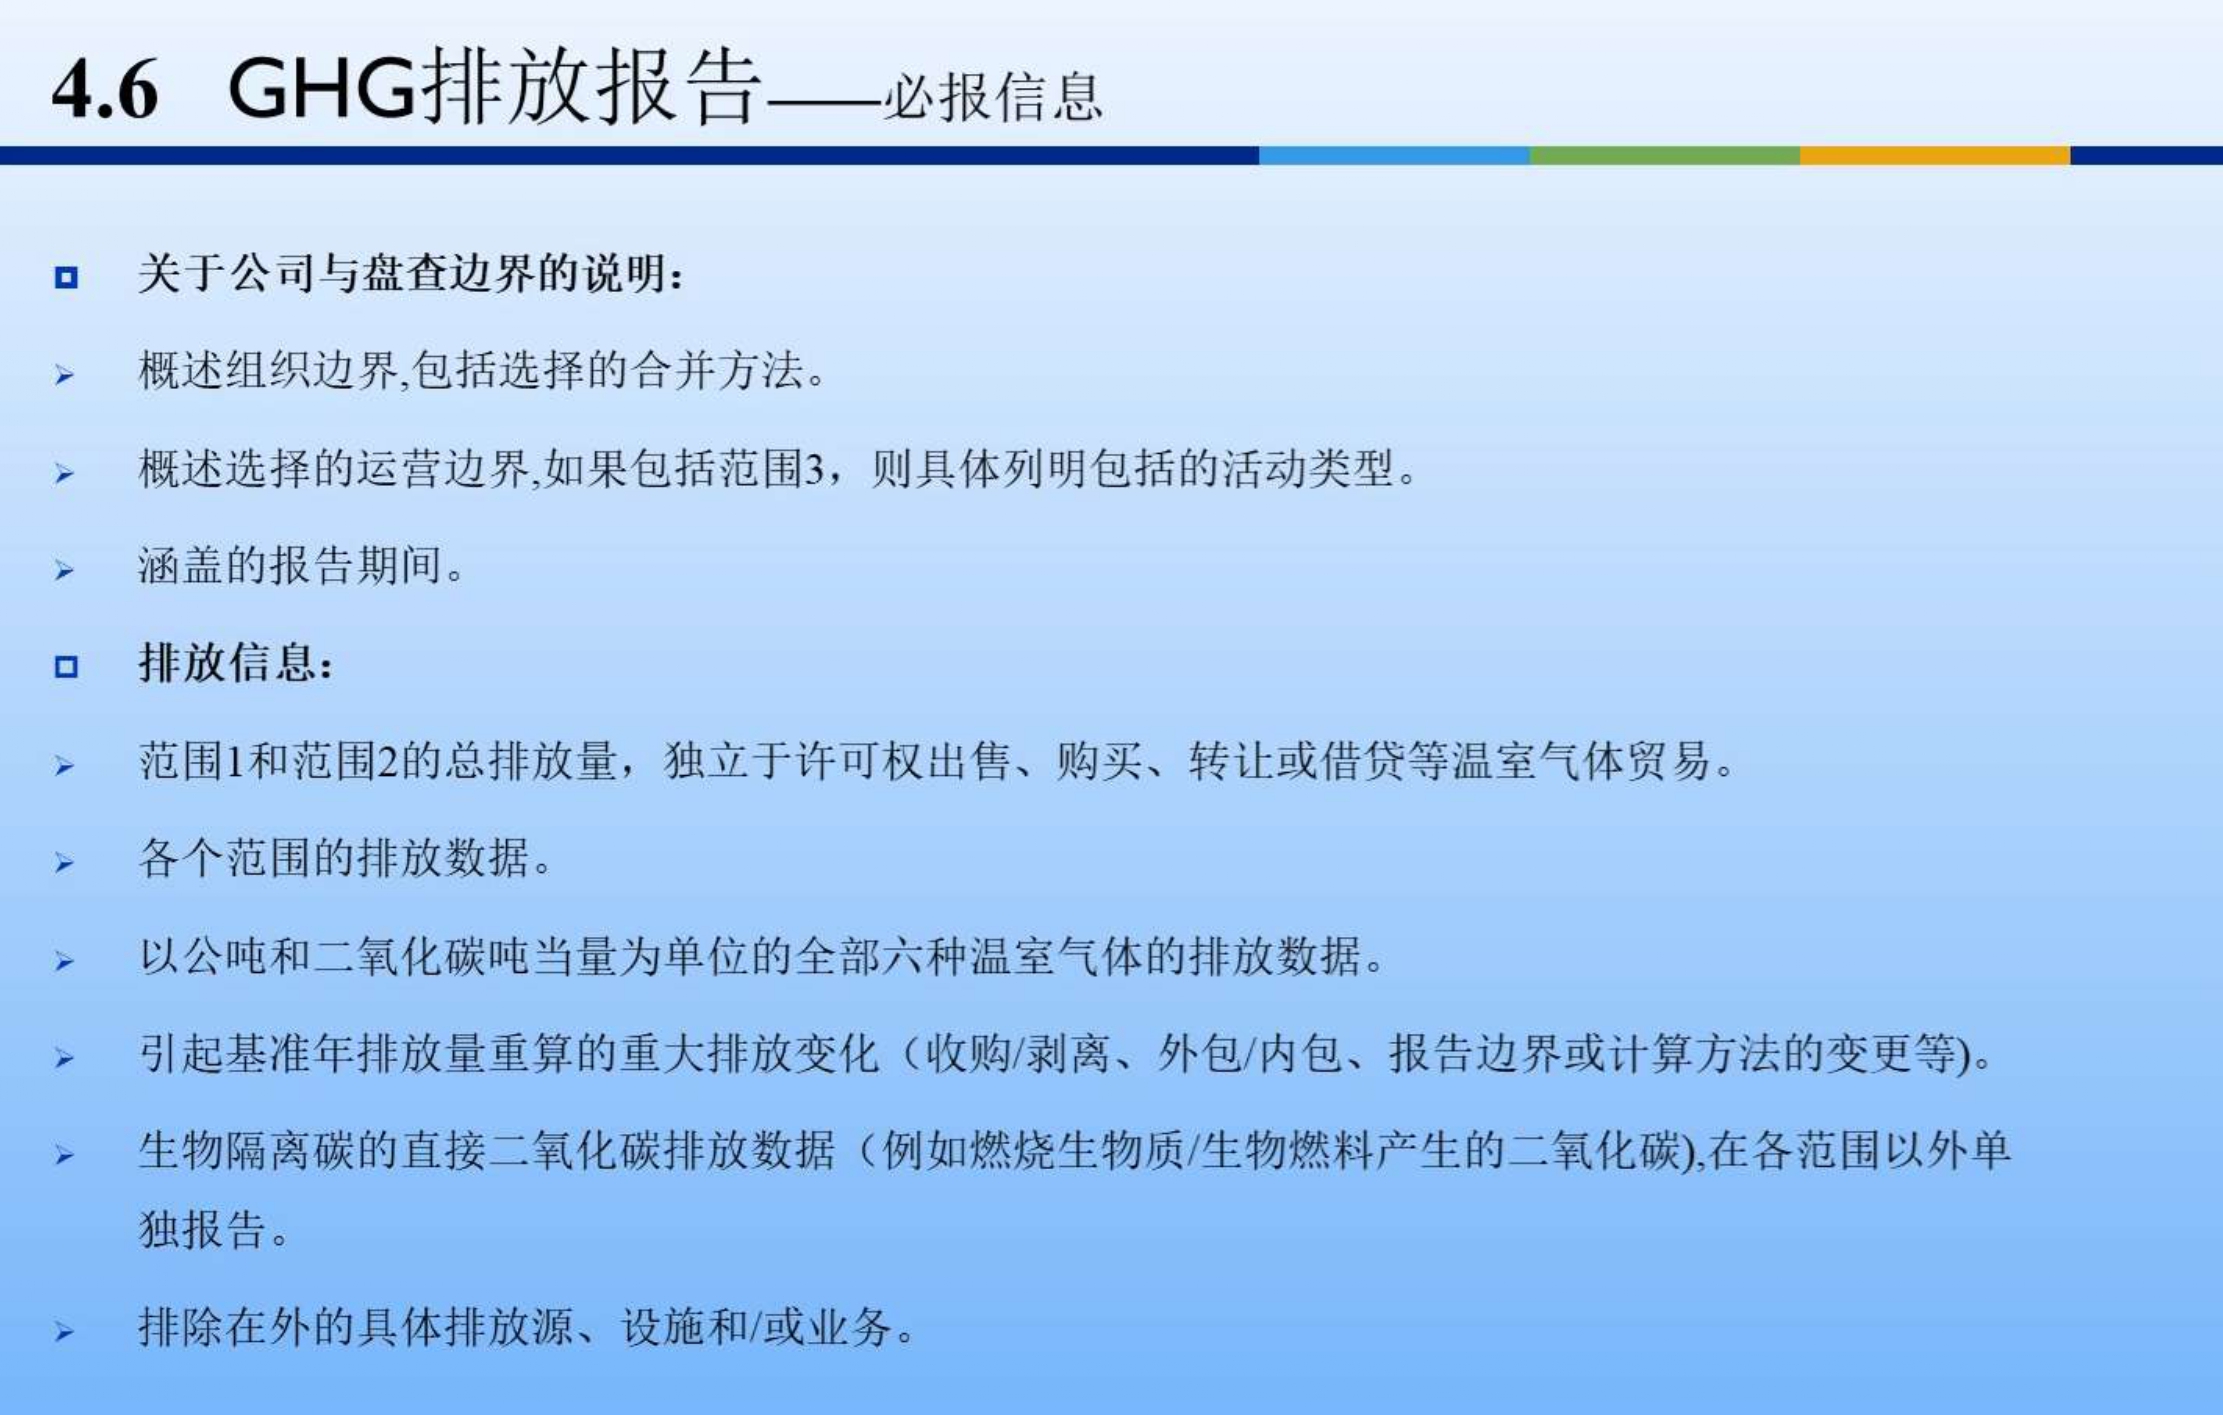 4.6 GHG排放报告——必报信息
关于公司与盘查边界的说明：
概述组织边界,包括选择的合并方法。
概述选择的运营边界,如果包括范围3，则具体列明包括的活动类型。
涵盖的报告期间。
排放信息：
范围1和范围2的总排放量，独立于许可权出售、购买、转让或借贷等温室气体贸易。
各个范围的排放数据。
以公吨和二氧化碳吨当量为单位的全部六种温室气体的排放数据。
引起基准年排放量重算的重大排放变化（收购/剥离、外包/内包、报告边界或计算方法的变更等)。
生物隔离碳的直接二氧化碳排放数据（例如燃烧生物质/生物燃料产生的二氧化碳),在各范围以外单
独报告。
排除在外的具体排放源、设施和/或业务。